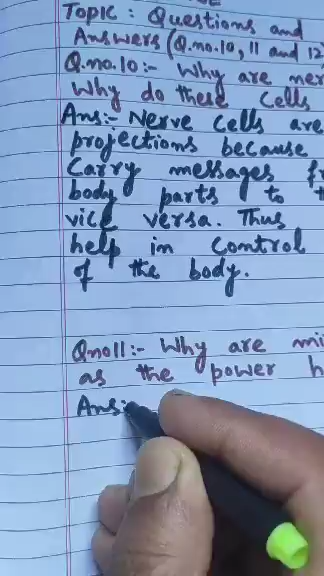 Topic: Questions and
Answers (Q.no.10, 11 and 12
Q.no.10:- Why are
Why do these cells
Ans:- Nerve cells are
projections because
carry messages
body parts to
vice versa. Thus
help in control
of the body.
Qno11:- Why are
as the power
Ans:-